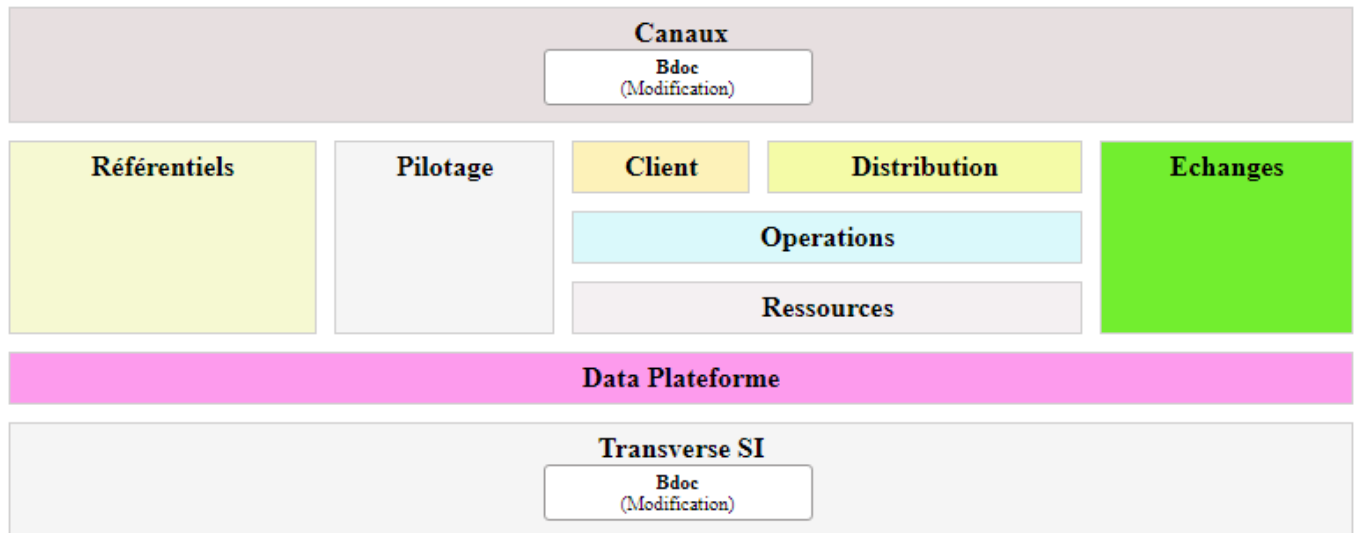 Canaux
Bdoc
(Modification)
Référentiels
Pilotage
Client
Distribution
Echanges
Operations
Ressources
Data Plateforme
Transverse SI
Bdoc
(Modification)